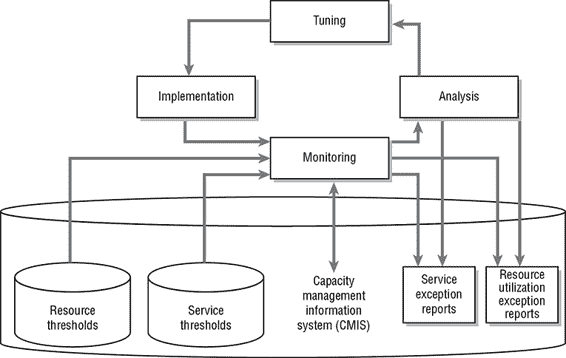 Tuning
Implementation
Analysis
Monitoring
Resource
thresholds
Service
thresholds
Capacity
management
information
system (CMIS)
Service
exception
reports
Resource
utilization
exception
reports